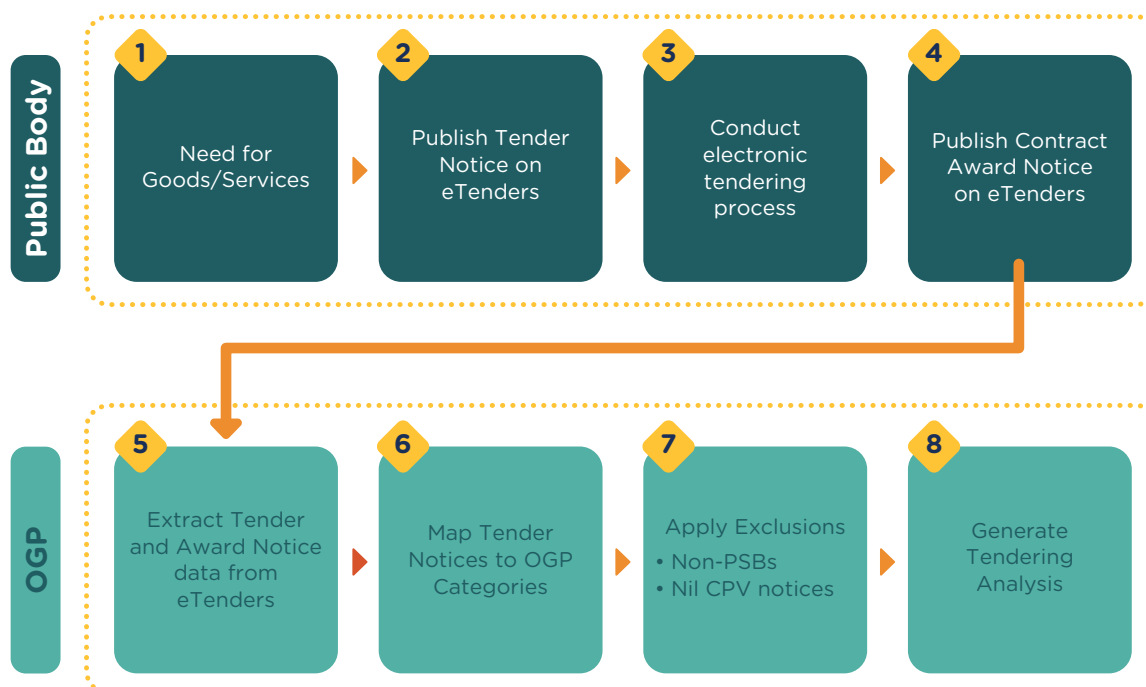 Public Body
1
Need for
Goods/Services
2
Publish Tender
Notice on
eTenders
3
Conduct
electronic
tendering
process
4
Publish Contract
Award Notice
on eTenders
OGP
5
Extract Tender
and Award Notice
data from
eTenders
6
Map Tender
Notices to OGP
Categories
7
Apply Exclusions
• Non-PSBs
• Nil CPV notices
8
Generate
Tendering
Analysis